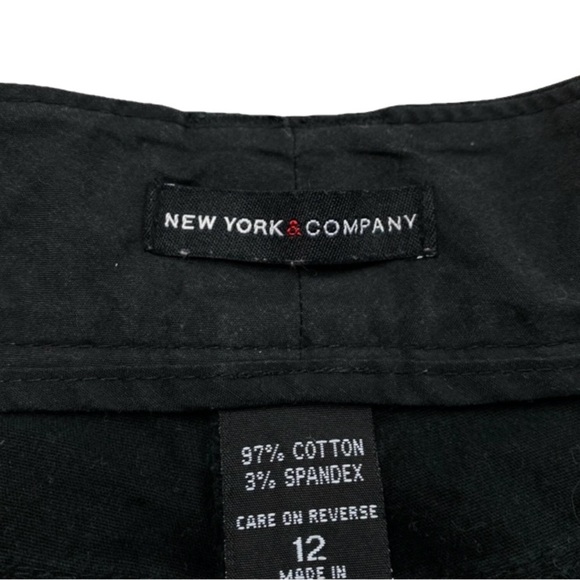 NEW YORK & COMPANY
97% COTTON
3% SPANDEX
CARE ON REVERSE
12
MADE IN